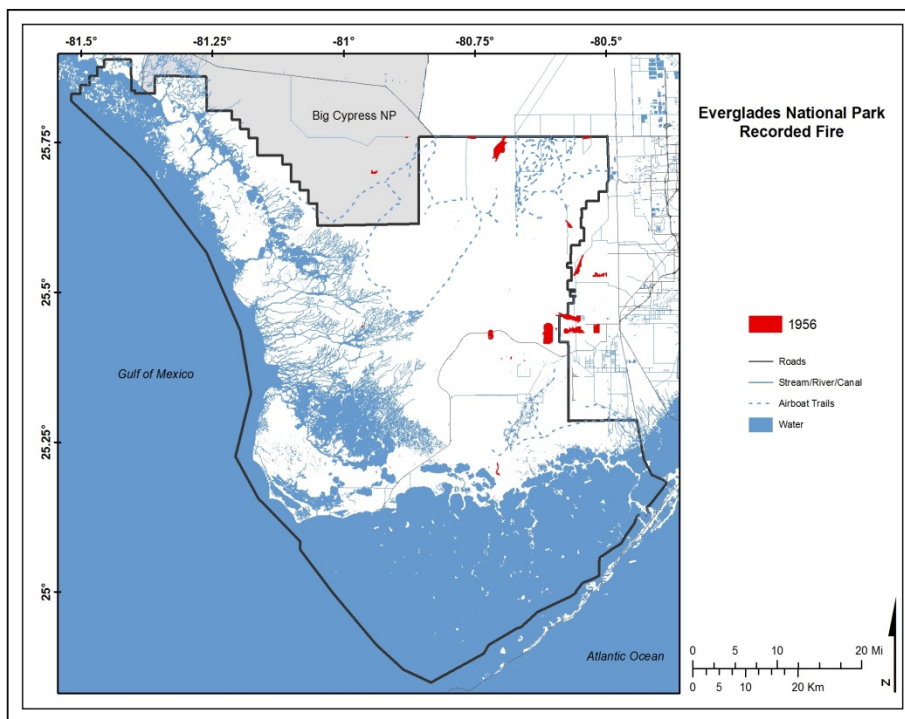 -81.5° -81.25° -81° -80.75° -80.5°
Big Cypress NP
Everglades National Park
Recorded Fire
25.75°
25.5°
1956
Roads
Gulf of Mexico
Stream/River/Canal
Airboat Trails
Water
25.25°
25°
Atlantic Ocean
0 5 10 20 Mi
0 5 10 20 Km
N